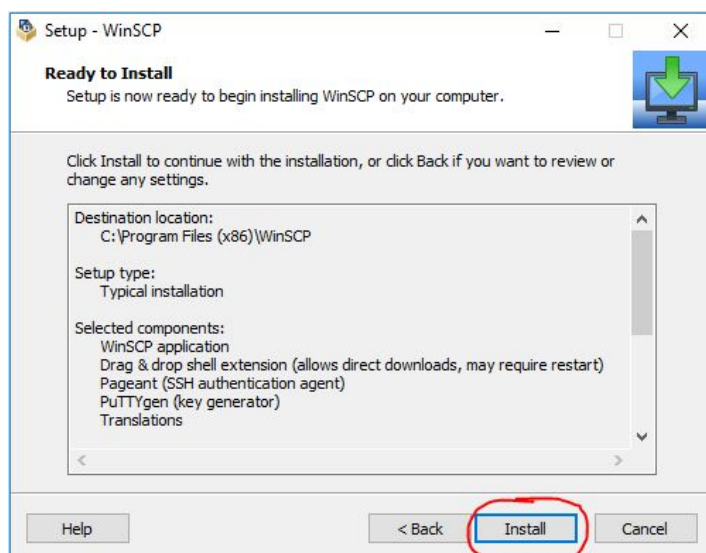 Setup - WinSCP
Ready to Install
Setup is now ready to begin installing WinSCP on your computer.
Click Install to continue with the installation, or click Back if you want to review or
change any settings.
Destination location:
C:\Program Files (x86)\WinSCP
Setup type:
Typical installation
Selected components:
WinSCP application
Drag & drop shell extension (allows direct downloads, may require restart)
Pageant (SSH authentication agent)
PuTTYgen (key generator)
Translations
Help
< Back
Install
Cancel